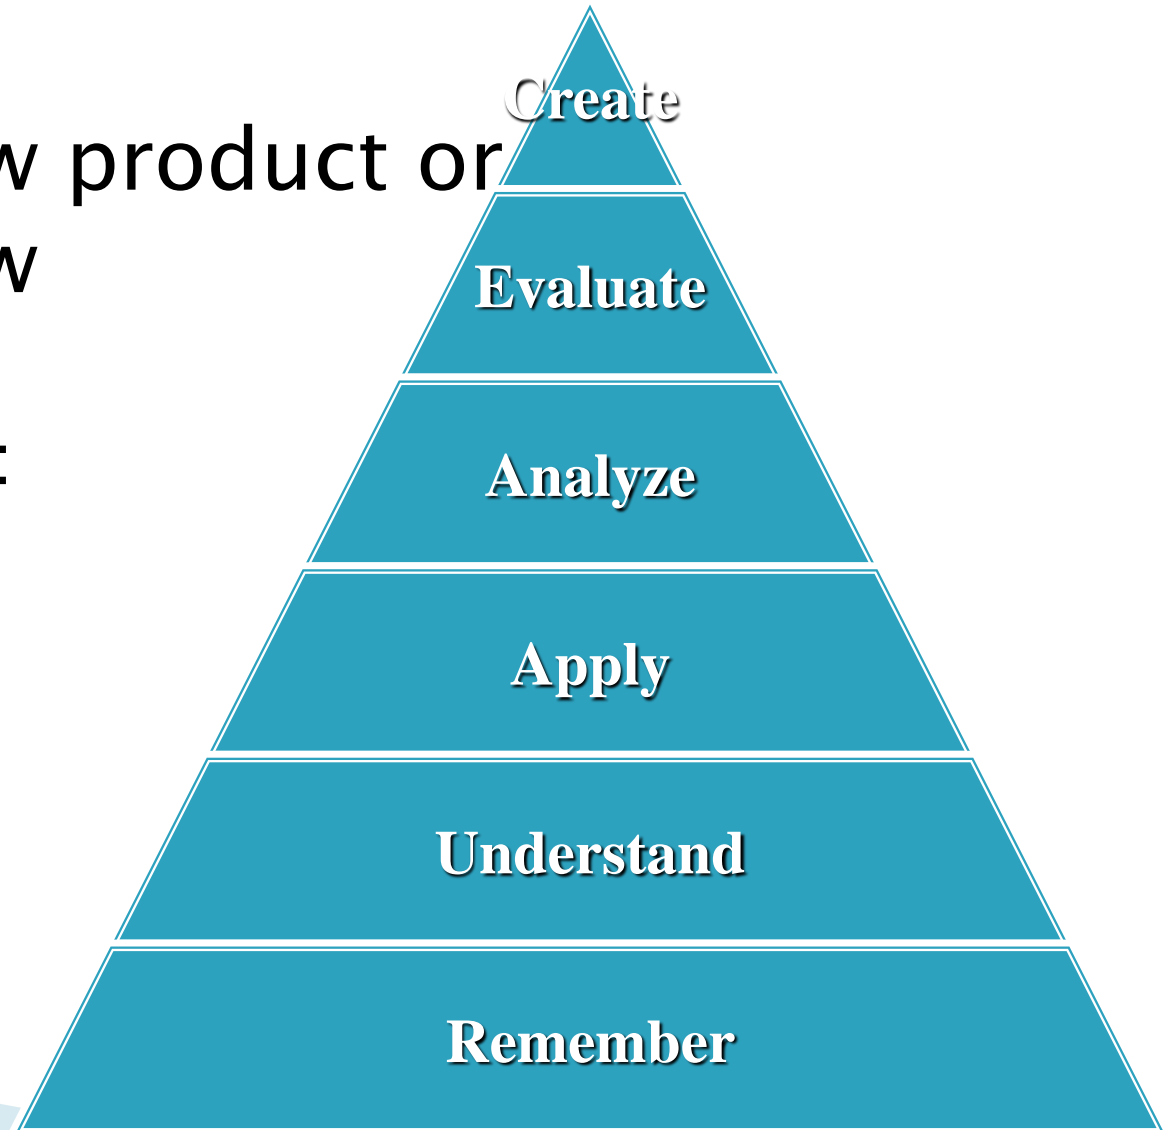 Create
product or
Evaluate
Analyze
Apply
Understand
Remember